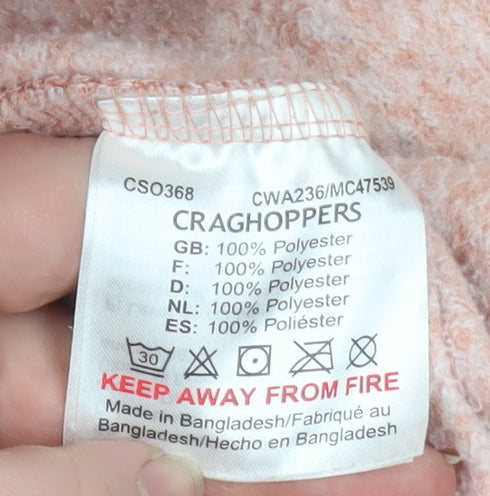 CSO368 CWA236/MC47539
CRAGHOPPERS
GB: 100% Polyester
F: 100% Polyester
D: 100% Polyester
NL: 100% Polyester
ES: 100% Poliéster
30
KEEP AWAY FROM FIRE
Made in Bangladesh/Fabriqué au
Bangladesh/Hecho en Bangladesh